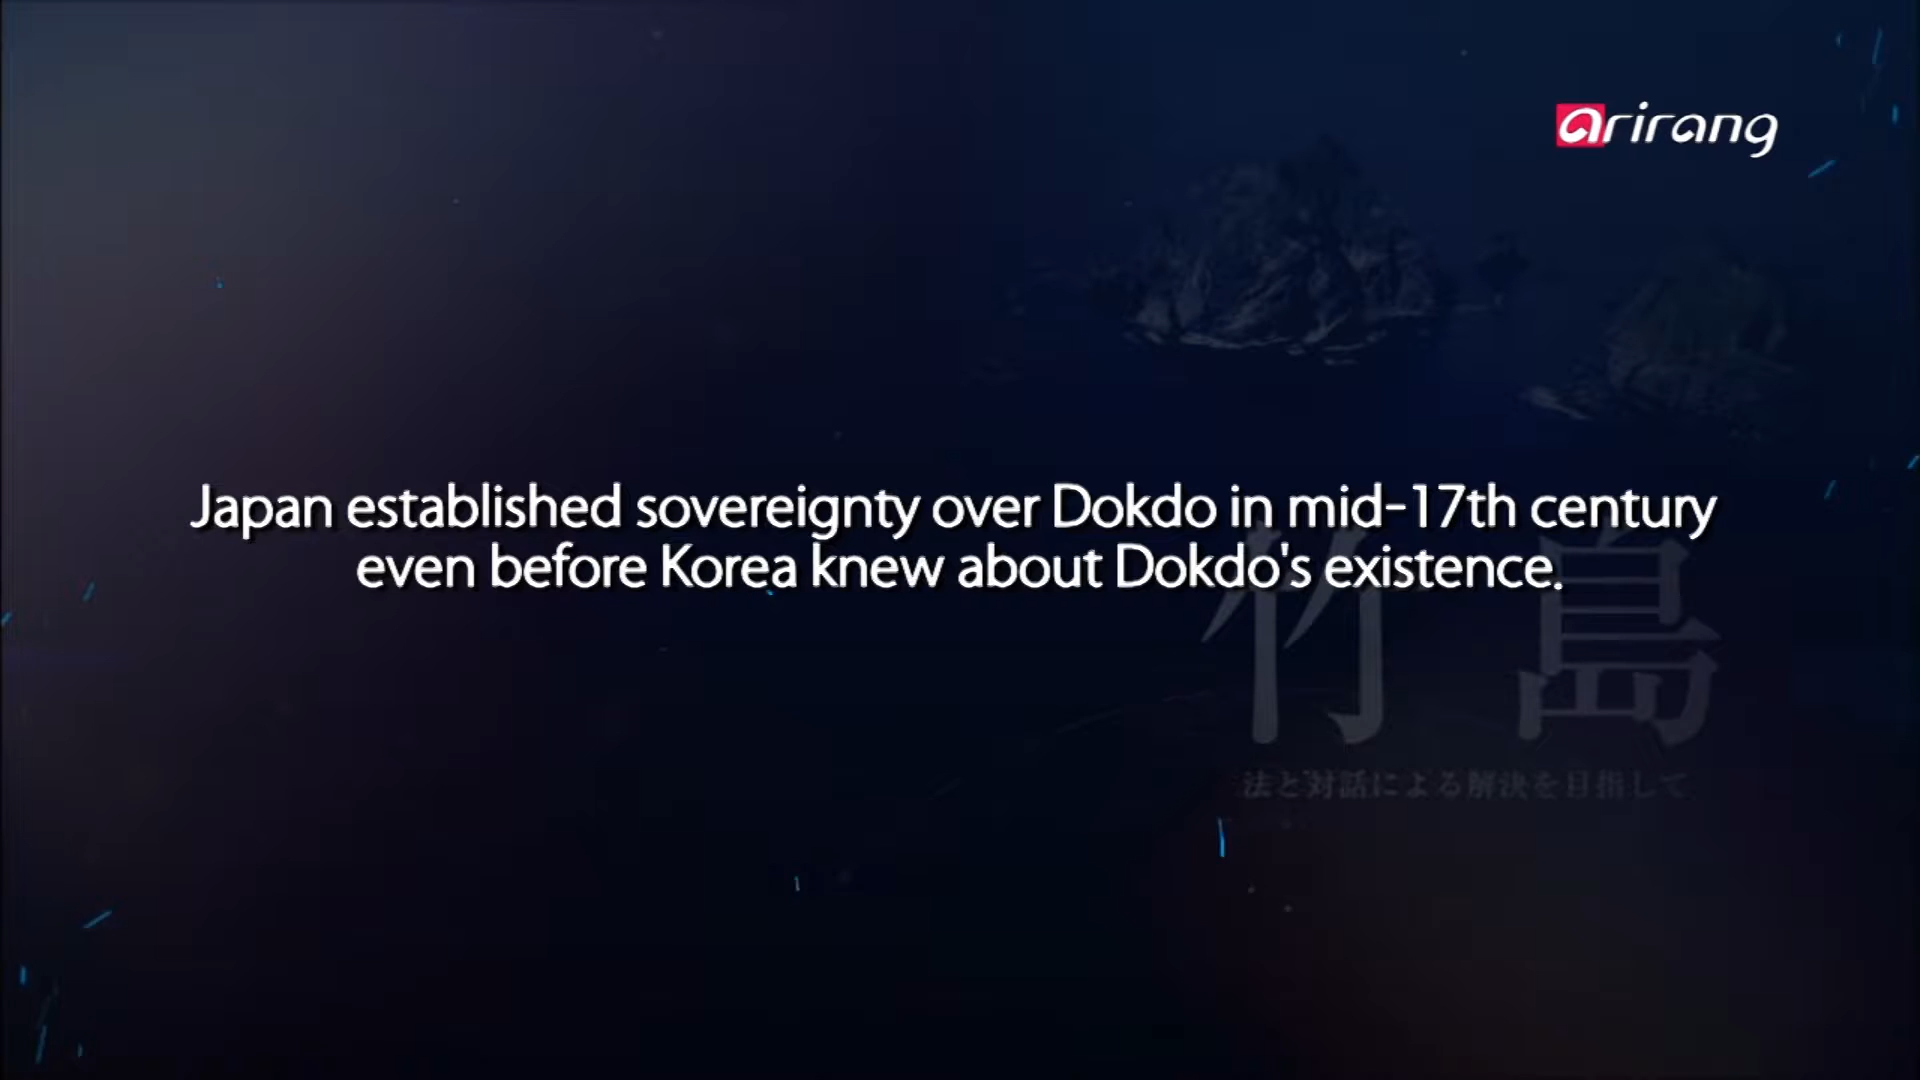 arirang
Japan established sovereignty over Dokdo in mid-17th century
even before Korea knew about Dokdo's existence.
竹島
法と対話による解決を目指して